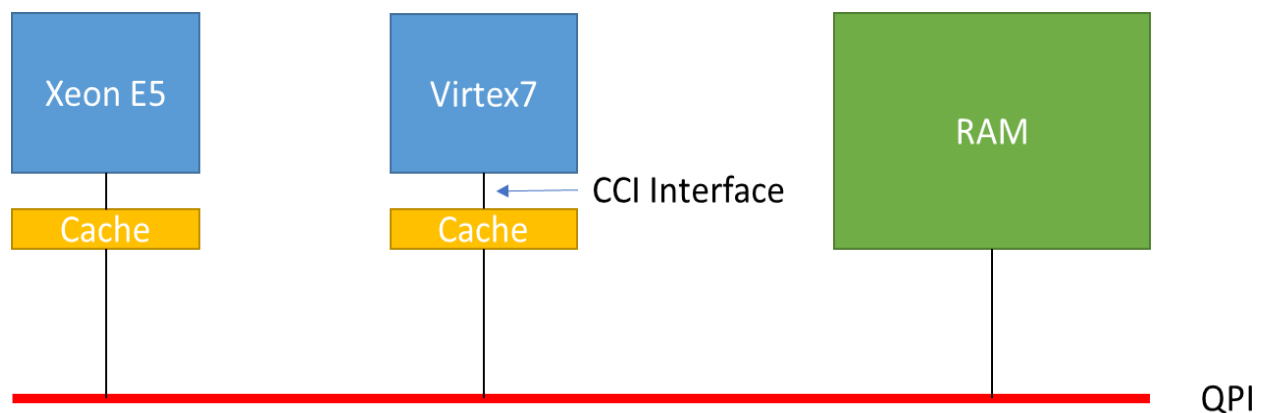 Xeon E5
Virtex7
RAM
CCI Interface
Cache
Cache
QPI